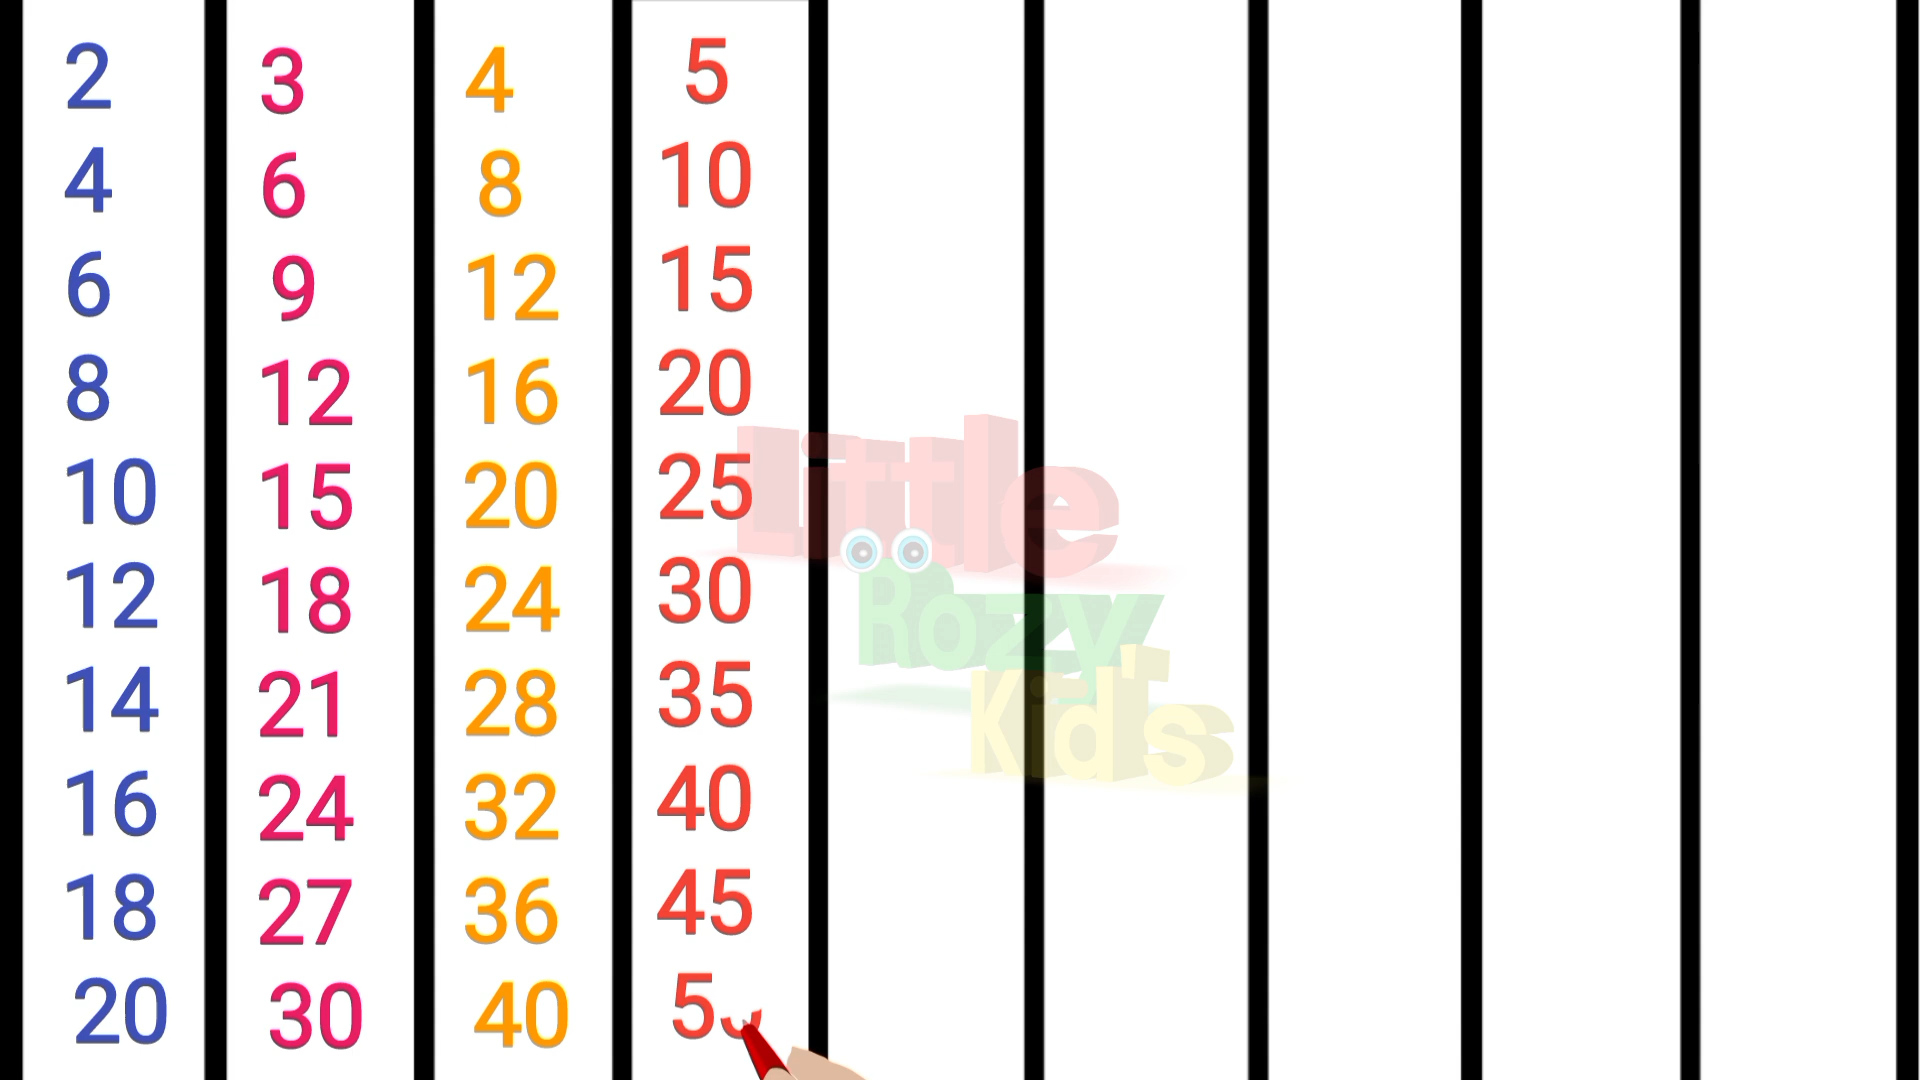 2 3 4 5
4 6 8 10
6 9 12 15
8 12 16 20
10 15 20 25
12 18 24 30
14 21 28 35
16 24 32 40
18 27 36 45
20 30 40 5
Little
Rozy
Kid's